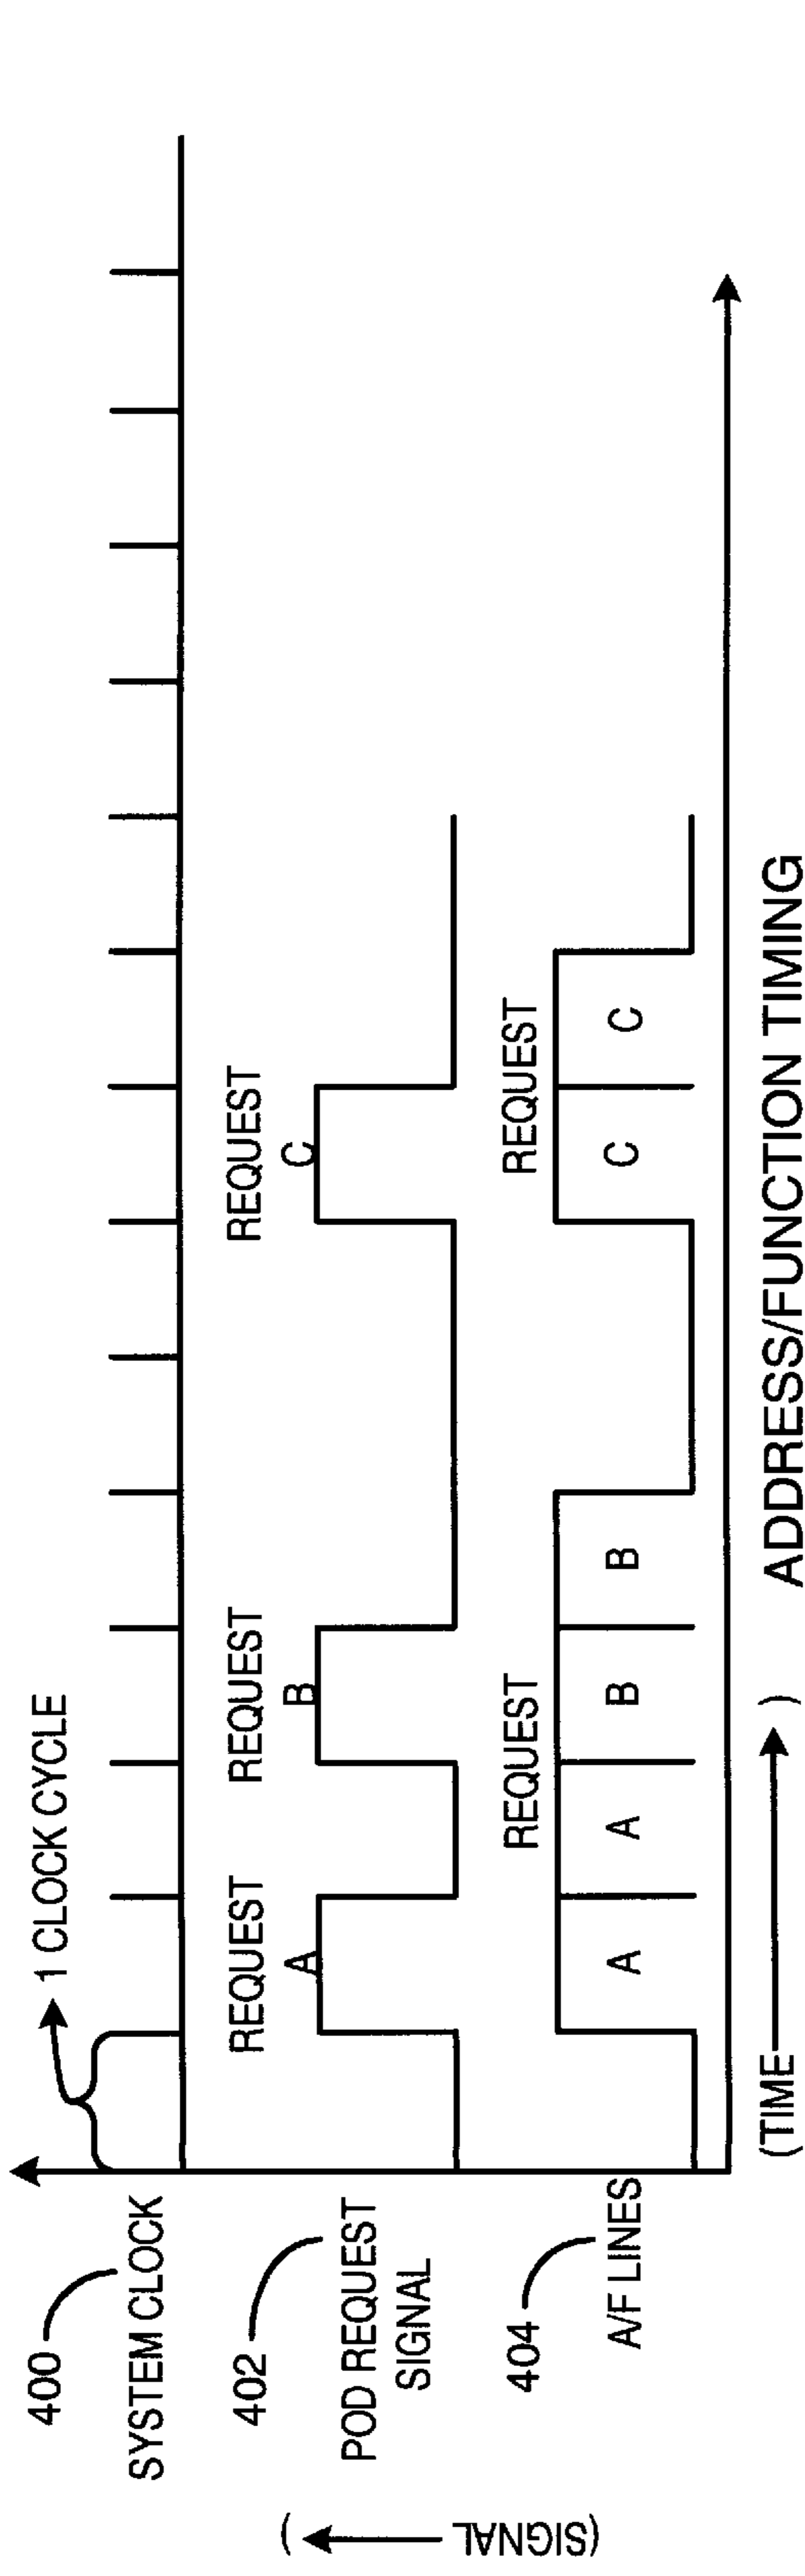 400
SYSTEM CLOCK
1 CLOCK CYCLE
402
POD REQUEST
SIGNAL
REQUEST
A
REQUEST
B
REQUEST
C
404
A/F LINES
REQUEST
A A B B
REQUEST
C C
(SIGNAL )
(TIME )
ADDRESS/FUNCTION TIMING